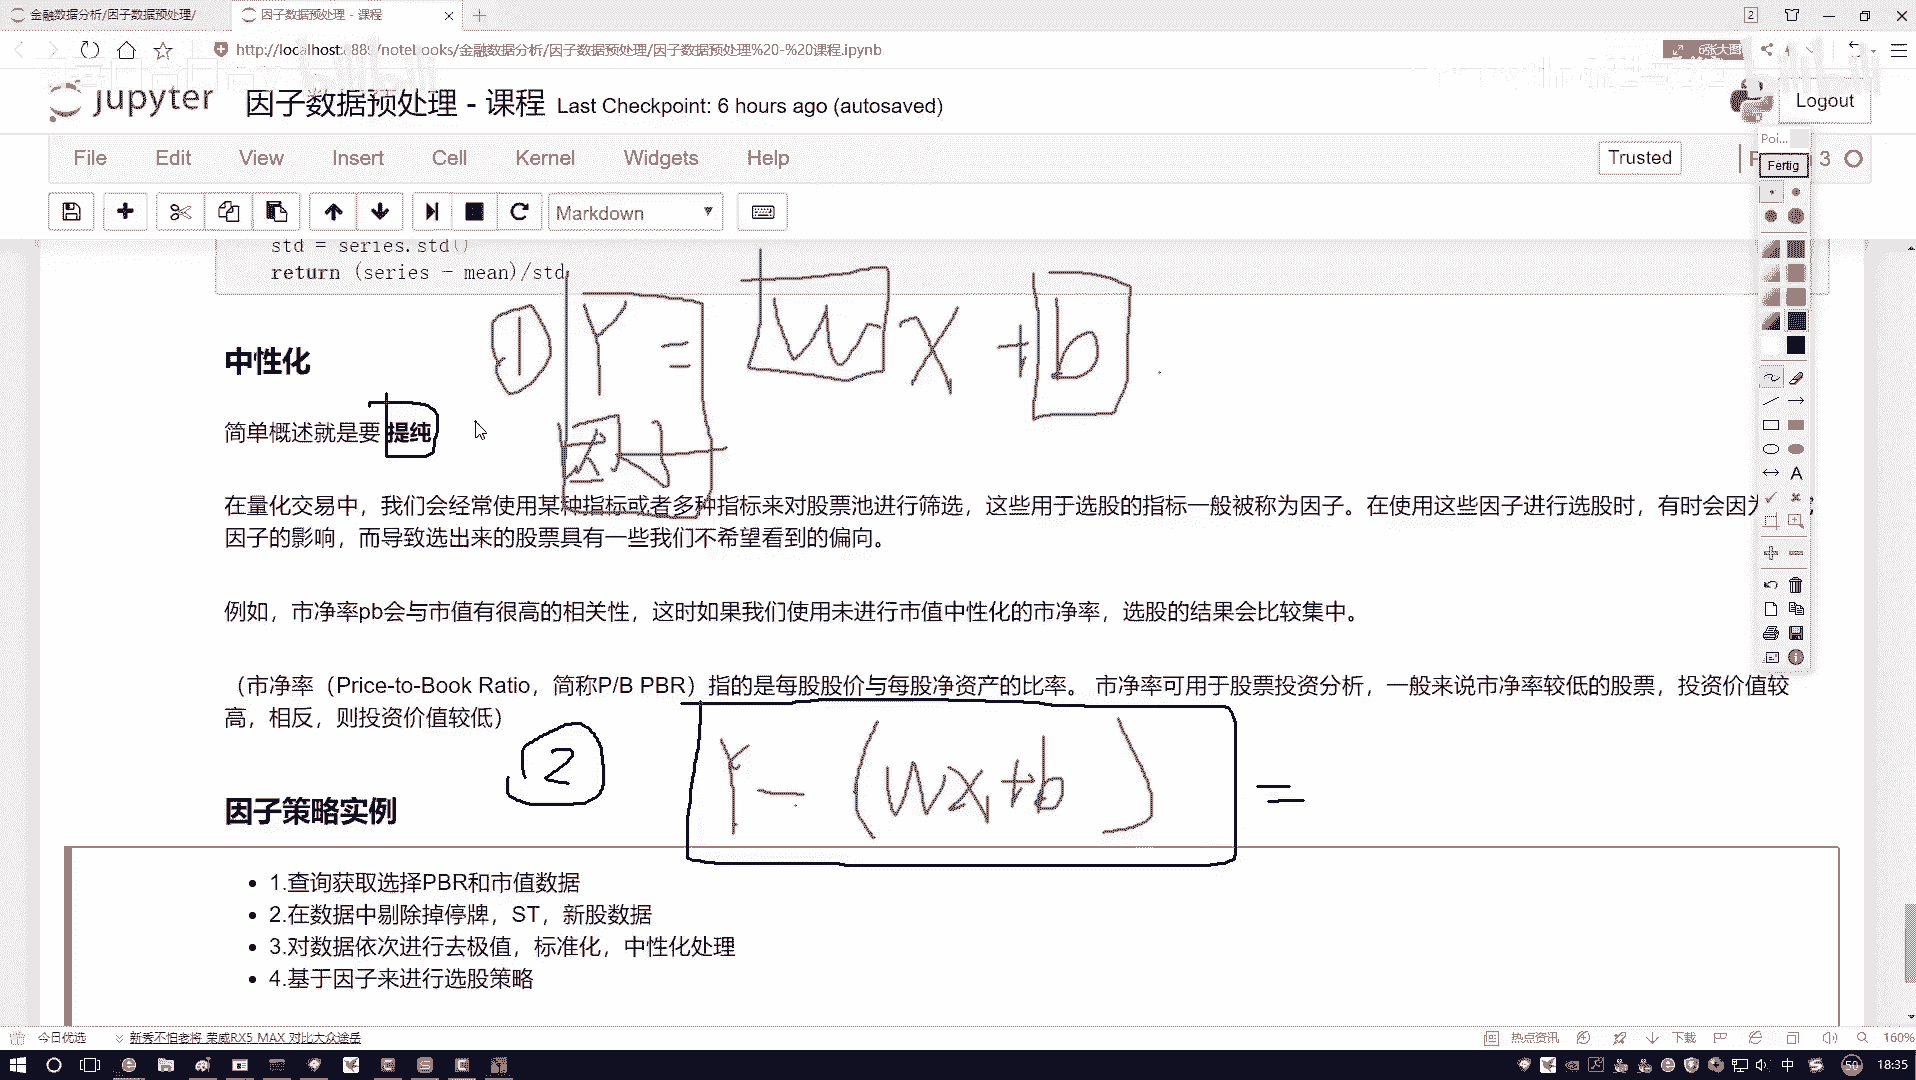 金融数据分析/因子数据预处理/
因子数据预处理 - 课程
2
http://localhost:8889/notebooks/金融数据分析/因子数据预处理/因子数据预处理%20-%20课程.ipynb
6张大图
jupyter 因子数据预处理 - 课程 Last Checkpoint: 6 hours ago (autosaved)
Logout
File Edit View Insert Cell Kernel Widgets Help
Trusted
3
Poi...
Fertig
Markdown
std = series.std()
return (series - mean)/std
① Y = W X + b
因子
中性化
简单概述就是要 提纯
在量化交易中，我们会经常使用某种指标或者多种指标来对股票池进行筛选，这些用于选股的指标一般被称为因子。在使用这些因子进行选股时，有时会因为
因子的影响，而导致选出来的股票具有一些我们不希望看到的偏向。
例如，市净率pb会与市值有很高的相关性，这时如果我们使用未进行市值中性化的市净率，选股的结果会比较集中。
（市净率（Price-to-Book Ratio，简称P/B PBR）指的是每股股价与每股净资产的比率。 市净率可用于股票投资分析，一般来说市净率较低的股票，投资价值较
高，相反，则投资价值较低）
② Y - (WX+b) =
因子策略实例
1.查询获取选择PBR和市值数据
2.在数据中剔除掉停牌，ST，新股数据
3.对数据依次进行去极值，标准化，中性化处理
4.基于因子来进行选股策略
今日优选
新秀不怕老将 荣威RX5 MAX 对比大众途岳
热点资讯
下载
160%
中
50
18:35